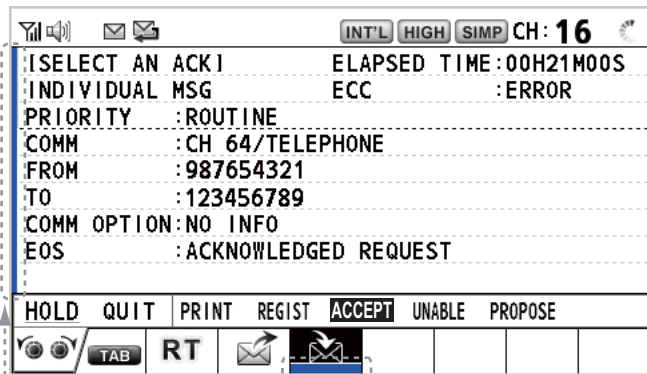 INT'L HIGH SIMP CH: 16
[SELECT AN ACK] ELAPSED TIME:00H21M00S
INDIVIDUAL MSG ECC :ERROR
PRIORITY :ROUTINE
COMM :CH 64/TELEPHONE
FROM :987654321
TO :123456789
COMM OPTION:NO INFO
EOS :ACKNOWLEDGED REQUEST
HOLD QUIT PRINT REGIST ACCEPT UNABLE PROPOSE
TAB RT